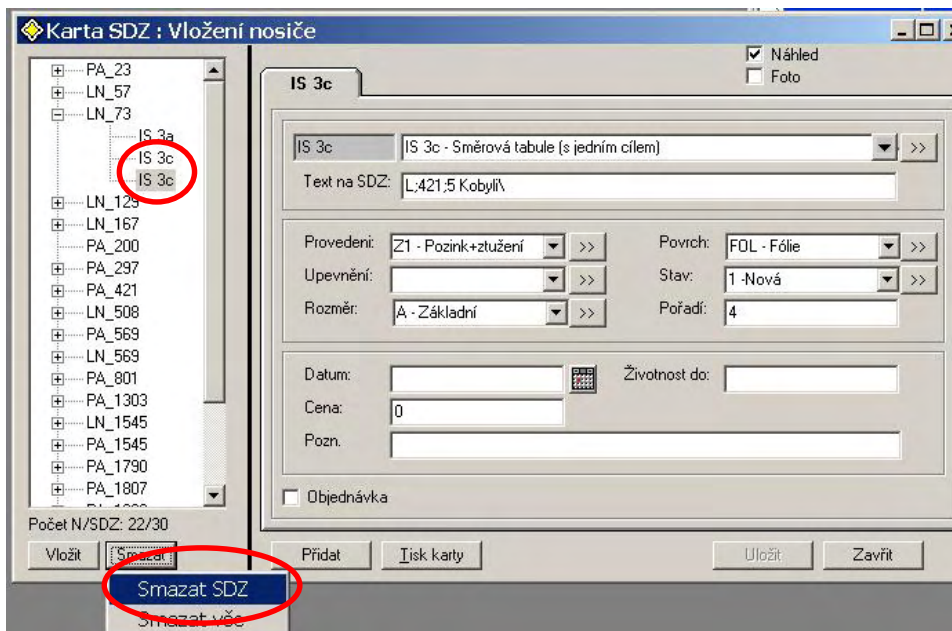 Karta SDZ : Vložení nosiče
PA_23
LN_57
LN_73
IS 3a
IS 3c
IS 3c
LN_129
LN_167
PA_200
PA_297
PA_421
LN_508
PA_569
LN_569
PA_801
PA_1303
LN_1545
PA_1545
PA_1790
PA_1807
Počet N/SDZ: 22/30
Vložit Smazat
Smazat SDZ
Smazat vše
Náhled
Foto
IS 3c
IS 3c IS 3c - Směrová tabule (s jedním cílem) >>
Text na SDZ: L;421;5 Kobylí\
Provedeni: Z1 - Pozink+ztužení >> Povrch: FOL - Fólie >>
Upevnění: >> Stav: 1 -Nová >>
Rozměr: A - Základní >> Pořadí: 4
Datum: Životnost do:
Cena: 0
Pozn.
Objednávka
Přidat Tisk karty Uložit Zavřít